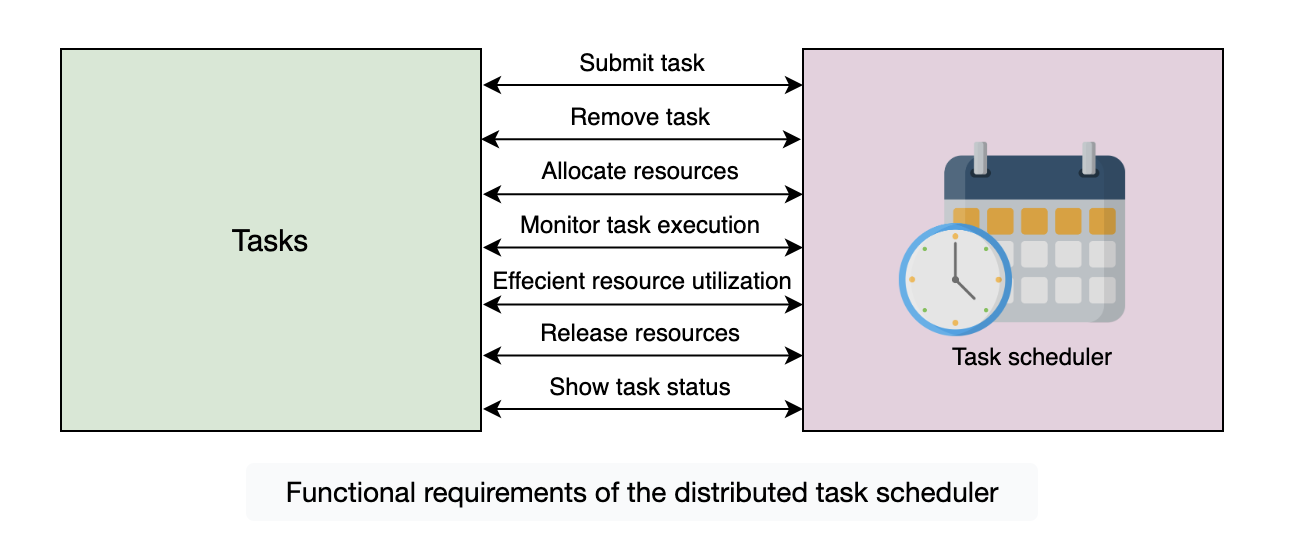 Submit task
Remove task
Allocate resources
Monitor task execution
Tasks
Effecient resource utilization
Release resources
Task scheduler
Show task status
Functional requirements of the distributed task scheduler